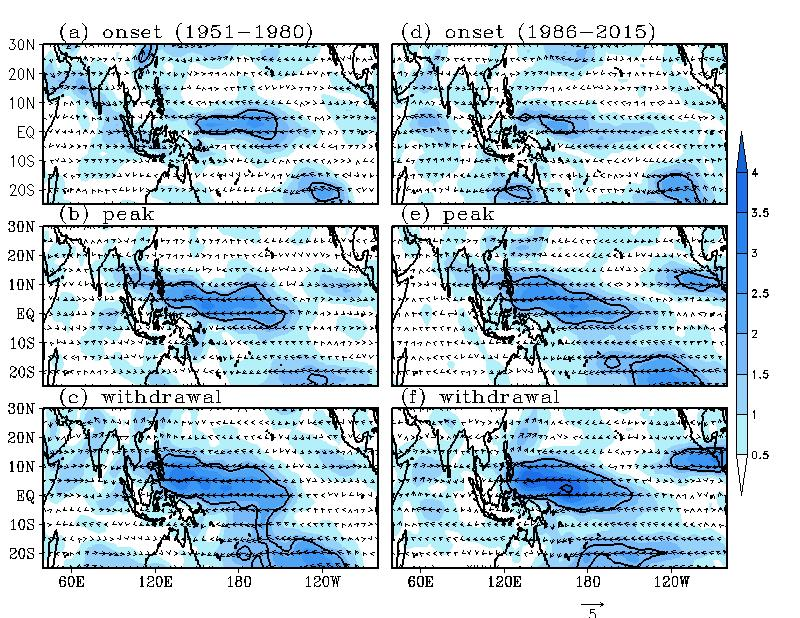 (a) onset (1951−1980)
(d) onset (1986−2015)
30N
20N
10N
EQ
10S
20S
(b) peak
(e) peak
30N
20N
10N
EQ
10S
20S
(c) withdrawal
(f) withdrawal
30N
20N
10N
EQ
10S
20S
60E 120E 180 120W
60E 120E 180 120W
4
3.5
3
2.5
2
1.5
1
0.5
5